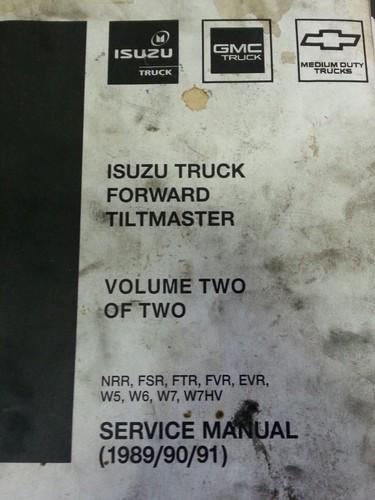 ISUZU
TRUCK
GMC
TRUCK
MEDIUM DUTY
TRUCKS
ISUZU TRUCK
FORWARD
TILTMASTER
VOLUME TWO
OF TWO
NRR, FSR, FTR, FVR, EVR,
W5, W6, W7, W7HV
SERVICE MANUAL
(1989/90/91)